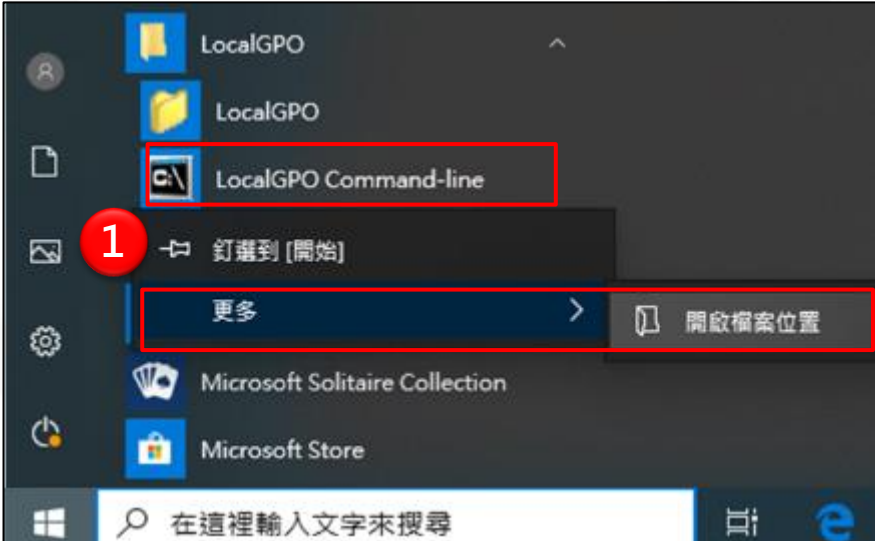 LocalGPO
LocalGPO
C:\
LocalGPO Command-line
1
釘選到 [開始]
更多
開啟檔案位置
Microsoft Solitaire Collection
Microsoft Store
在這裡輸入文字來搜尋